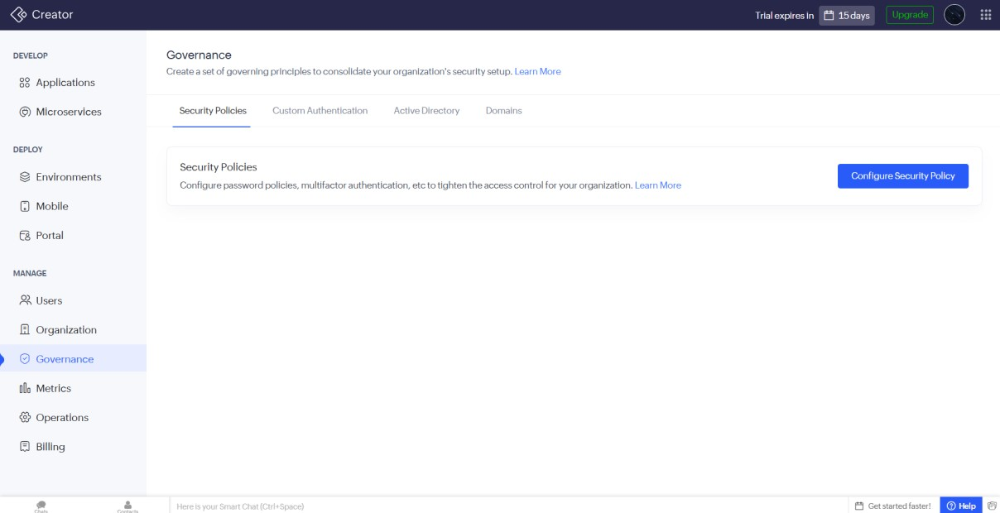 Creator
Trial expires in 15 days Upgrade
DEVELOP
Applications
Microservices
DEPLOY
Environments
Mobile
Portal
MANAGE
Users
Organization
Governance
Metrics
Operations
Billing
Governance
Create a set of governing principles to consolidate your organization's security setup. Learn More
Security Policies Custom Authentication Active Directory Domains
Security Policies
Configure password policies, multifactor authentication, etc to tighten the access control for your organization. Learn More
Configure Security Policy
Chats Contacts Here is your Smart Chat (Ctrl+Space) Get started faster! Help